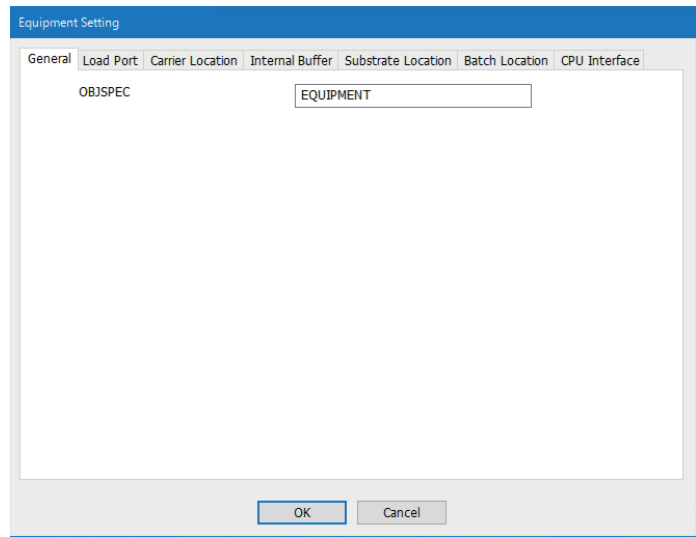 Equipment Setting
General Load Port Carrier Location Internal Buffer Substrate Location Batch Location CPU Interface
OBJSPEC EQUIPMENT
OK Cancel